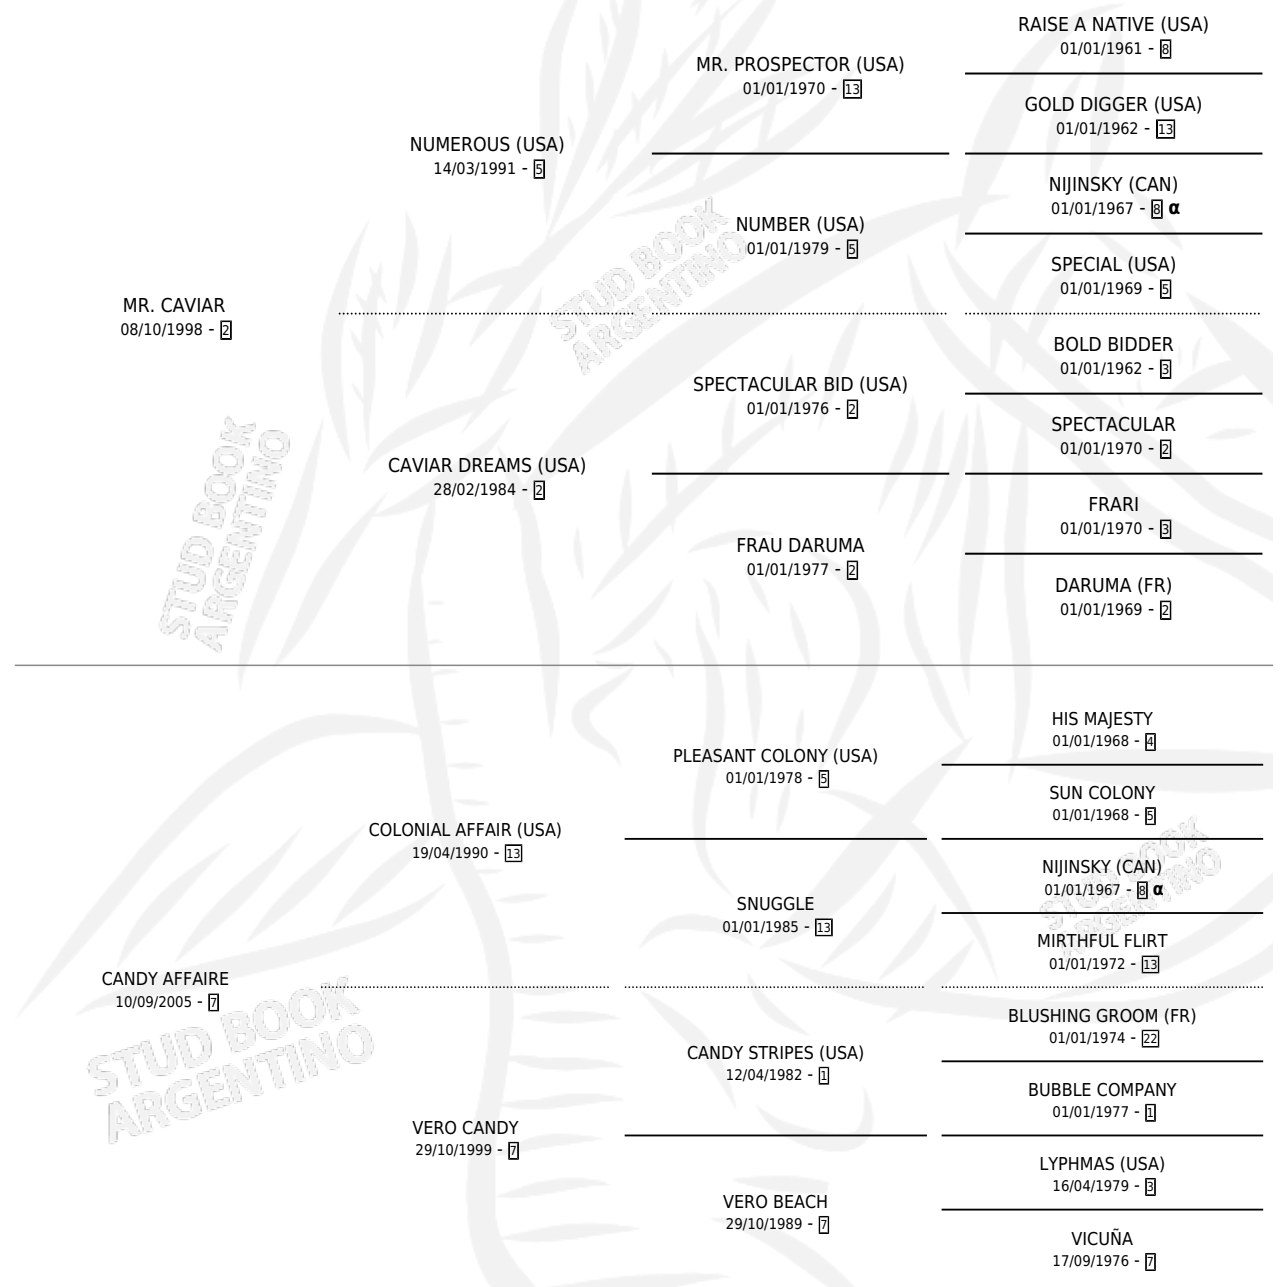 RAISE A NATIVE (USA)
01/01/1961 - 8
MR. PROSPECTOR (USA)
01/01/1970 - 13
GOLD DIGGER (USA)
01/01/1962 - 13
NUMEROUS (USA)
14/03/1991 - 5
NIJINSKY (CAN)
01/01/1967 - 8 α
NUMBER (USA)
01/01/1979 - 5
SPECIAL (USA)
01/01/1969 - 5
MR. CAVIAR
08/10/1998 - 2
BOLD BIDDER
01/01/1962 - 3
SPECTACULAR BID (USA)
01/01/1976 - 2
SPECTACULAR
01/01/1970 - 2
CAVIAR DREAMS (USA)
28/02/1984 - 2
FRARI
01/01/1970 - 3
FRAU DARUMA
01/01/1977 - 2
DARUMA (FR)
01/01/1969 - 2
HIS MAJESTY
01/01/1968 - 4
PLEASANT COLONY (USA)
01/01/1978 - 5
SUN COLONY
01/01/1968 - 5
COLONIAL AFFAIR (USA)
19/04/1990 - 13
NIJINSKY (CAN)
01/01/1967 - 8 α
SNUGGLE
01/01/1985 - 13
MIRTHFUL FLIRT
01/01/1972 - 13
CANDY AFFAIRE
10/09/2005 - 7
BLUSHING GROOM (FR)
01/01/1974 - 22
CANDY STRIPES (USA)
12/04/1982 - 1
BUBBLE COMPANY
01/01/1977 - 1
VERO CANDY
29/10/1999 - 7
LYPHMAS (USA)
16/04/1979 - 3
VERO BEACH
29/10/1989 - 7
VICUÑA
17/09/1976 - 7
STUD BOOK
ARGENTINO
STUD BOOK
ARGENTINO
STUD BOOK
ARGENTINO
STUD BOOK
ARGENTINO